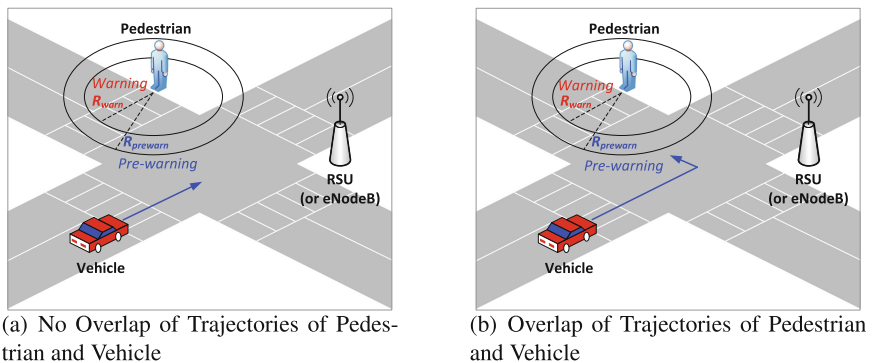 Pedestrian
Warning
Rwarn
Rprewarn
Pre-warning
RSU
(or eNodeB)
Vehicle
(a) No Overlap of Trajectories of Pedes-
trian and Vehicle
Pedestrian
Warning
Rwarn
Rprewarn
Pre-warning
RSU
(or eNodeB)
Vehicle
(b) Overlap of Trajectories of Pedestrian
and Vehicle